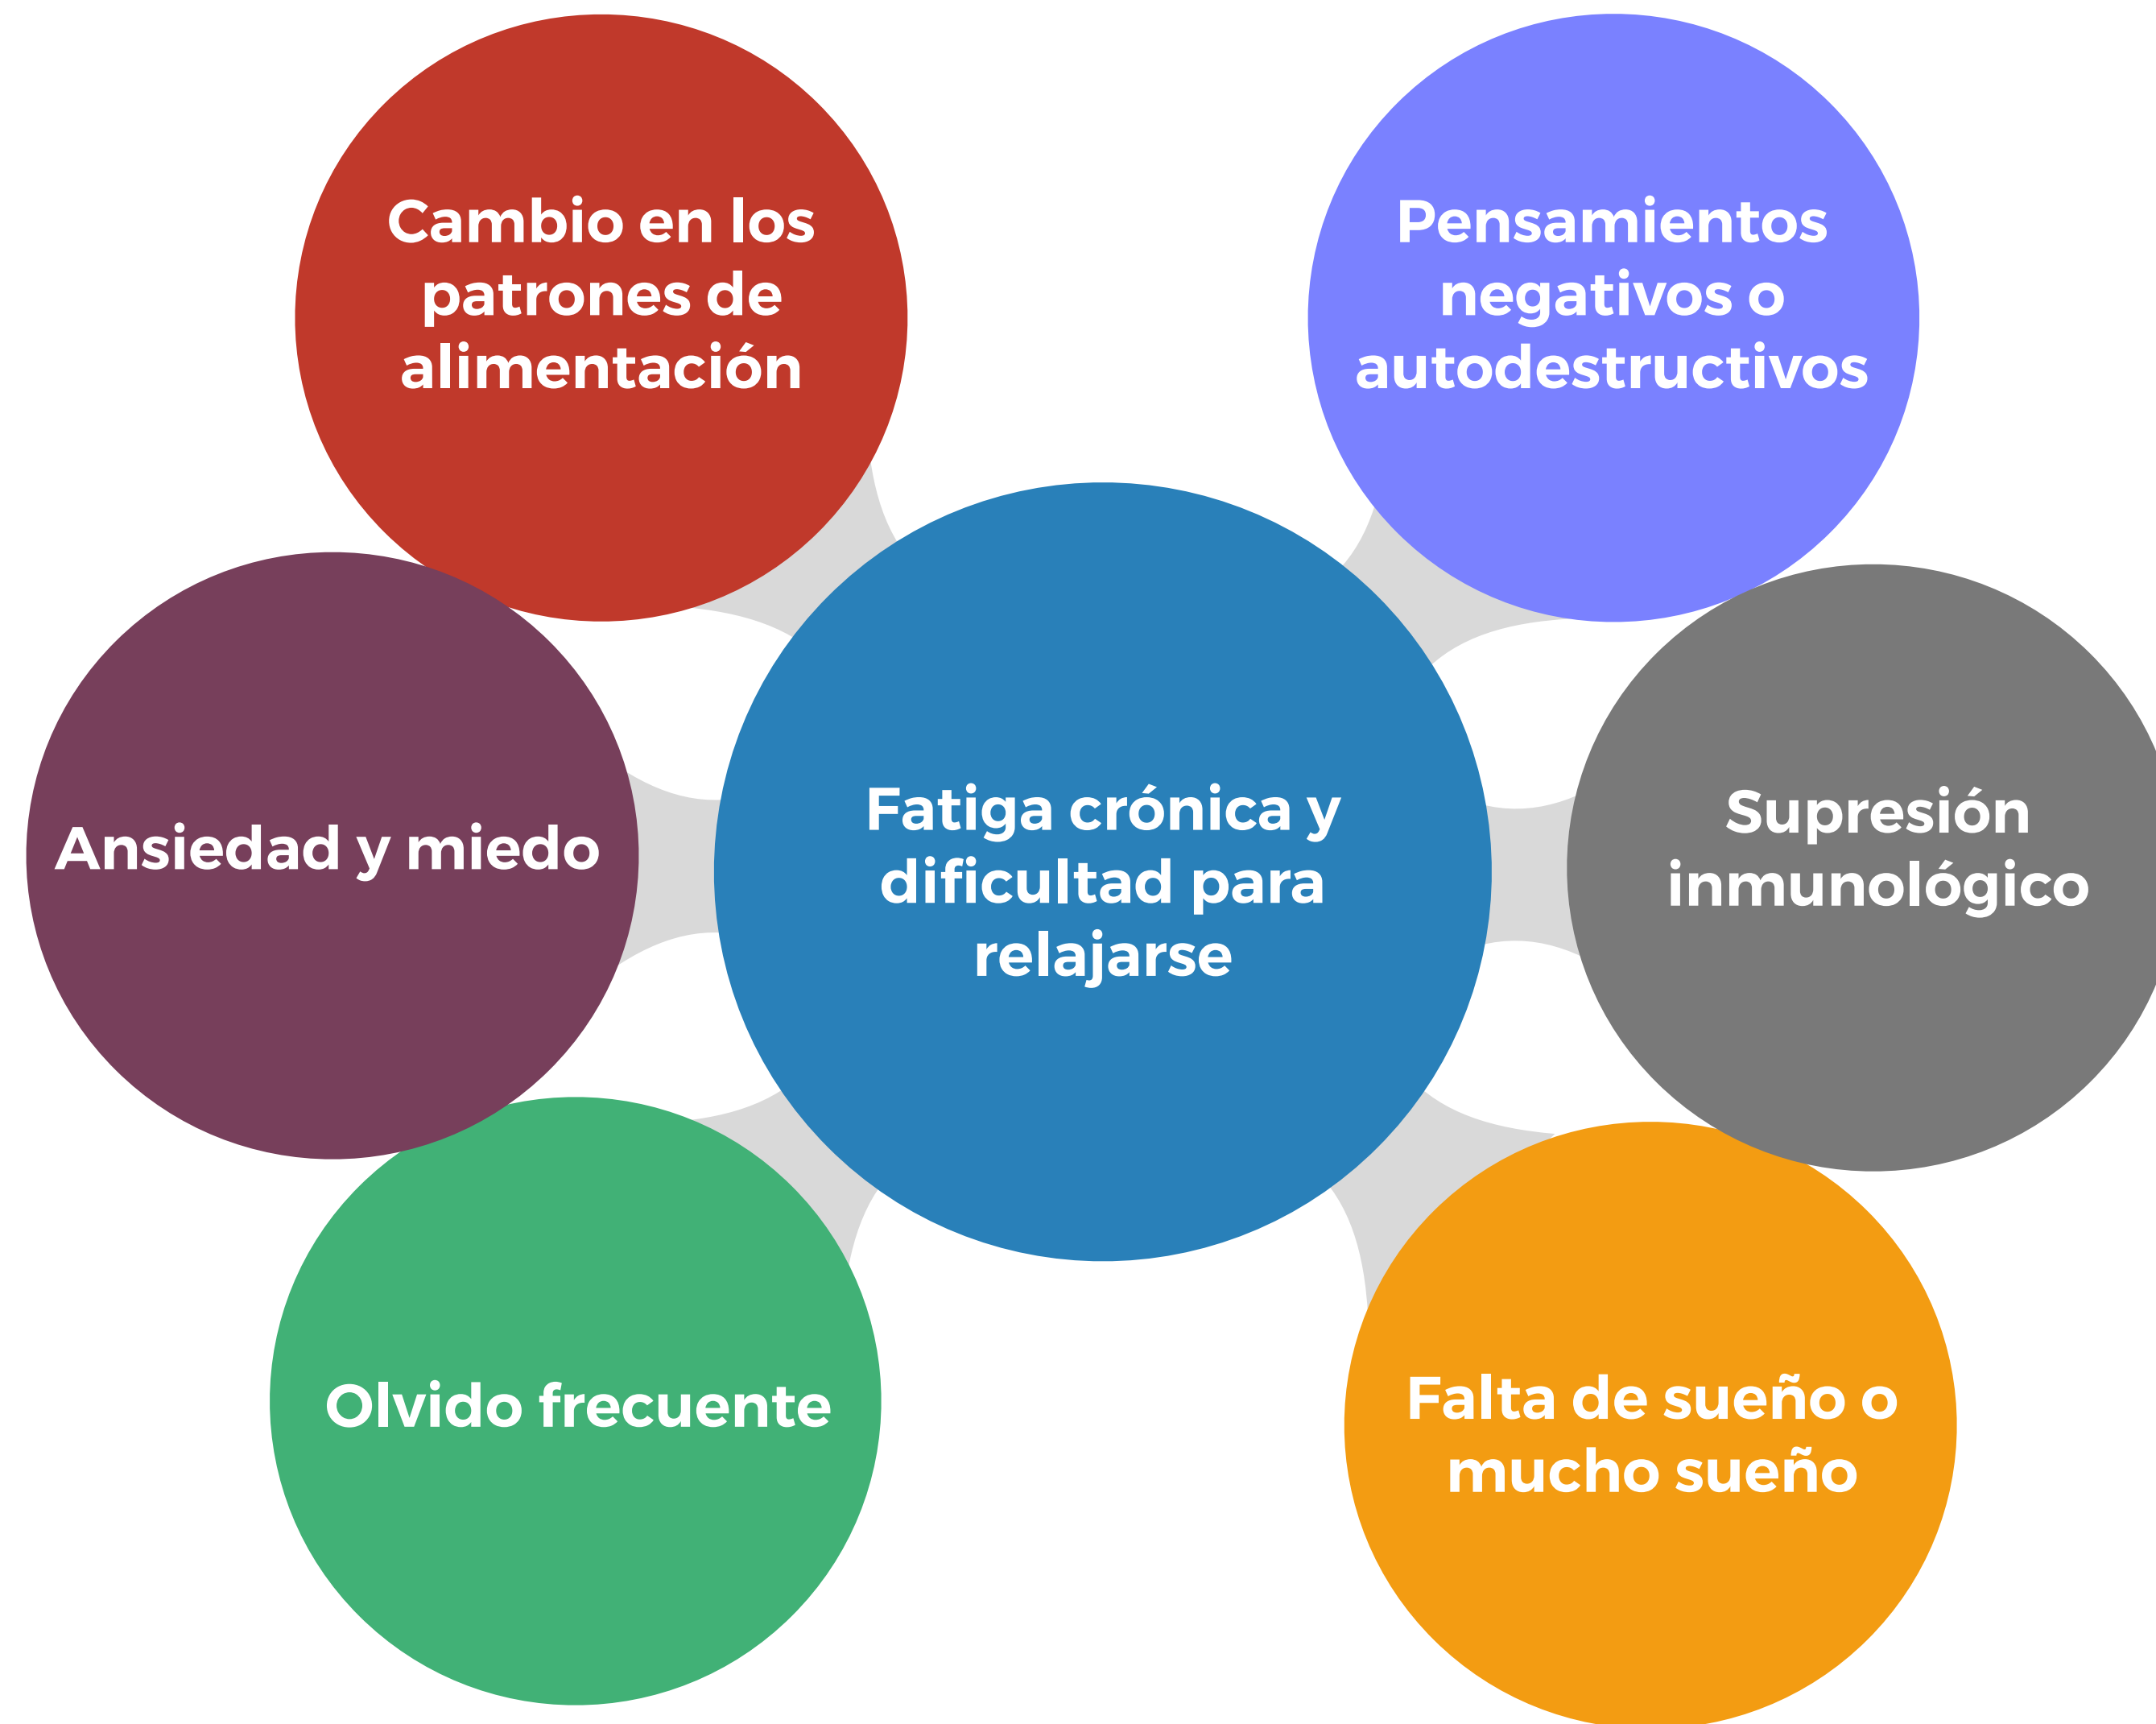 Cambio en los
patrones de
alimentación
Pensamientos
negativos o
autodestructivos
Ansiedad y miedo
Fatiga crónica y
dificultad para
relajarse
Supresión
inmunológico
Olvido frecuente
Falta de sueño o
mucho sueño